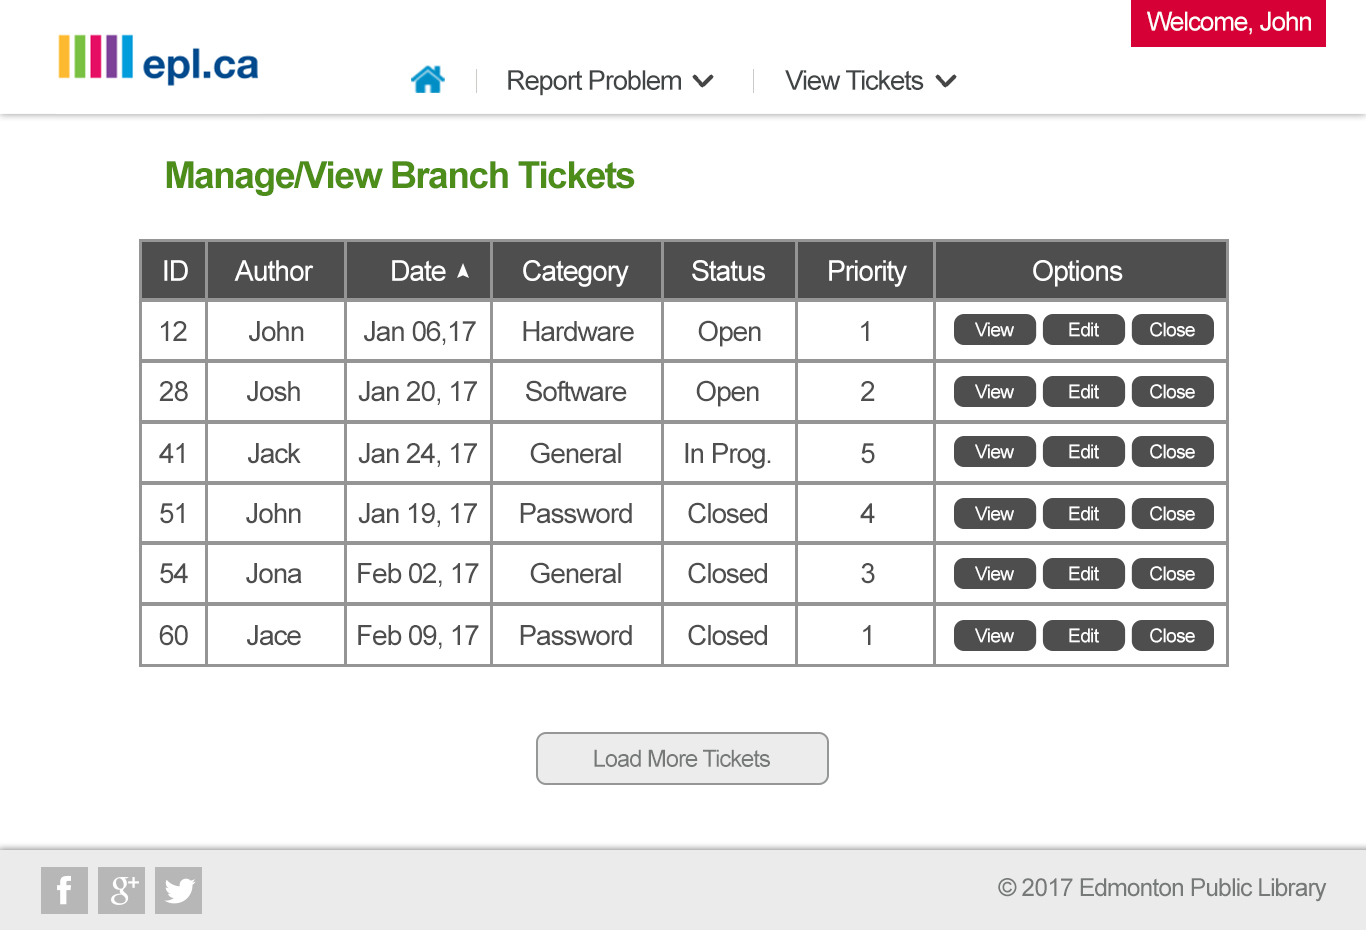 Welcome, John
epl.ca
Report Problem
View Tickets
Manage/View Branch Tickets
ID Author Date Category Status Priority Options
12 John Jan 06,17 Hardware Open 1 View Edit Close
28 Josh Jan 20, 17 Software Open 2 View Edit Close
41 Jack Jan 24, 17 General In Prog. 5 View Edit Close
51 John Jan 19, 17 Password Closed 4 View Edit Close
54 Jona Feb 02, 17 General Closed 3 View Edit Close
60 Jace Feb 09, 17 Password Closed 1 View Edit Close
Load More Tickets
f g+ © 2017 Edmonton Public Library